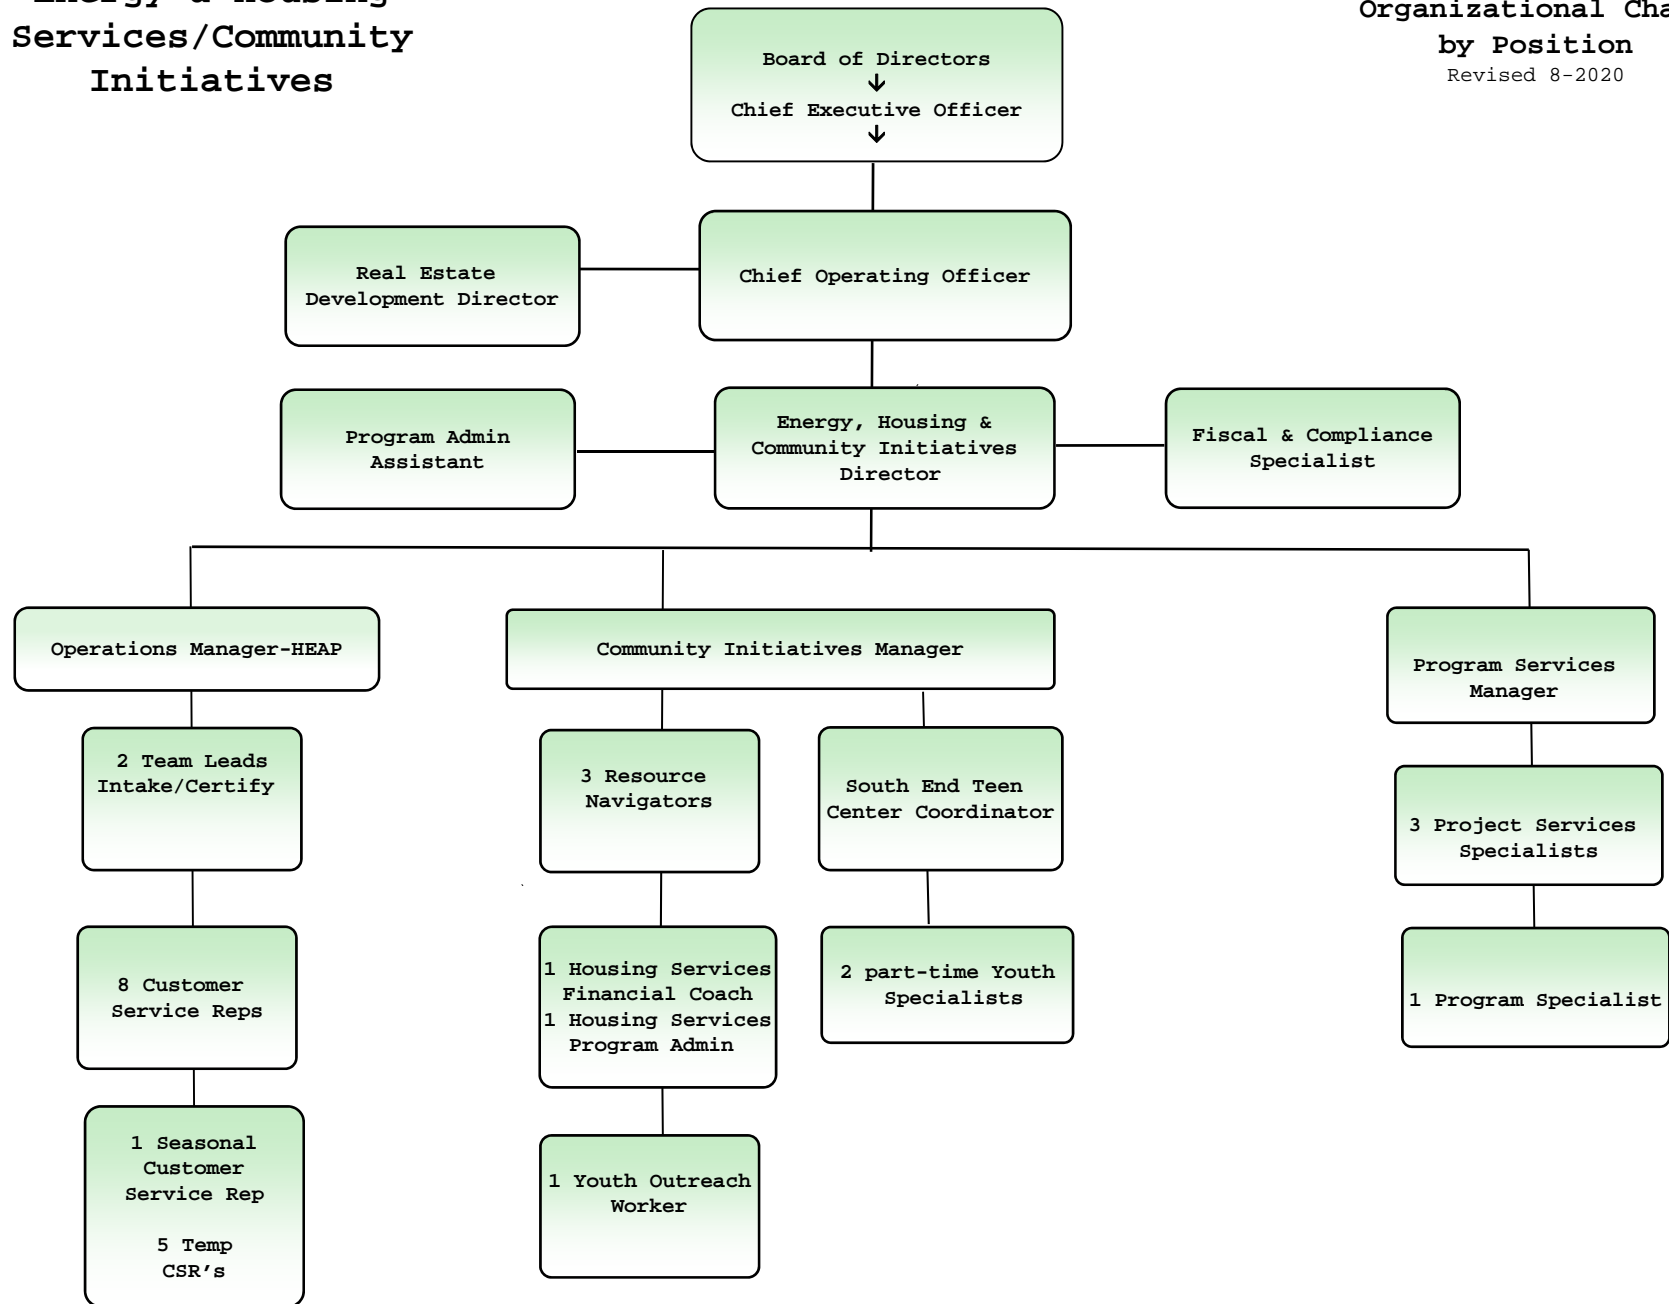 Energy & Housing
Services/Community
Initiatives
Organizational Cha
by Position
Revised 8-2020
Board of Directors
↓
Chief Executive Officer
↓
Real Estate
Development Director
Chief Operating Officer
Program Admin
Assistant
Energy, Housing &
Community Initiatives
Director
Fiscal & Compliance
Specialist
Operations Manager-HEAP
Community Initiatives Manager
Program Services
Manager
2 Team Leads
Intake/Certify
3 Resource
Navigators
South End Teen
Center Coordinator
3 Project Services
Specialists
8 Customer
Service Reps
1 Housing Services
Financial Coach
1 Housing Services
Program Admin
2 part-time Youth
Specialists
1 Program Specialist
1 Seasonal
Customer
Service Rep
5 Temp
CSR’s
1 Youth Outreach
Worker